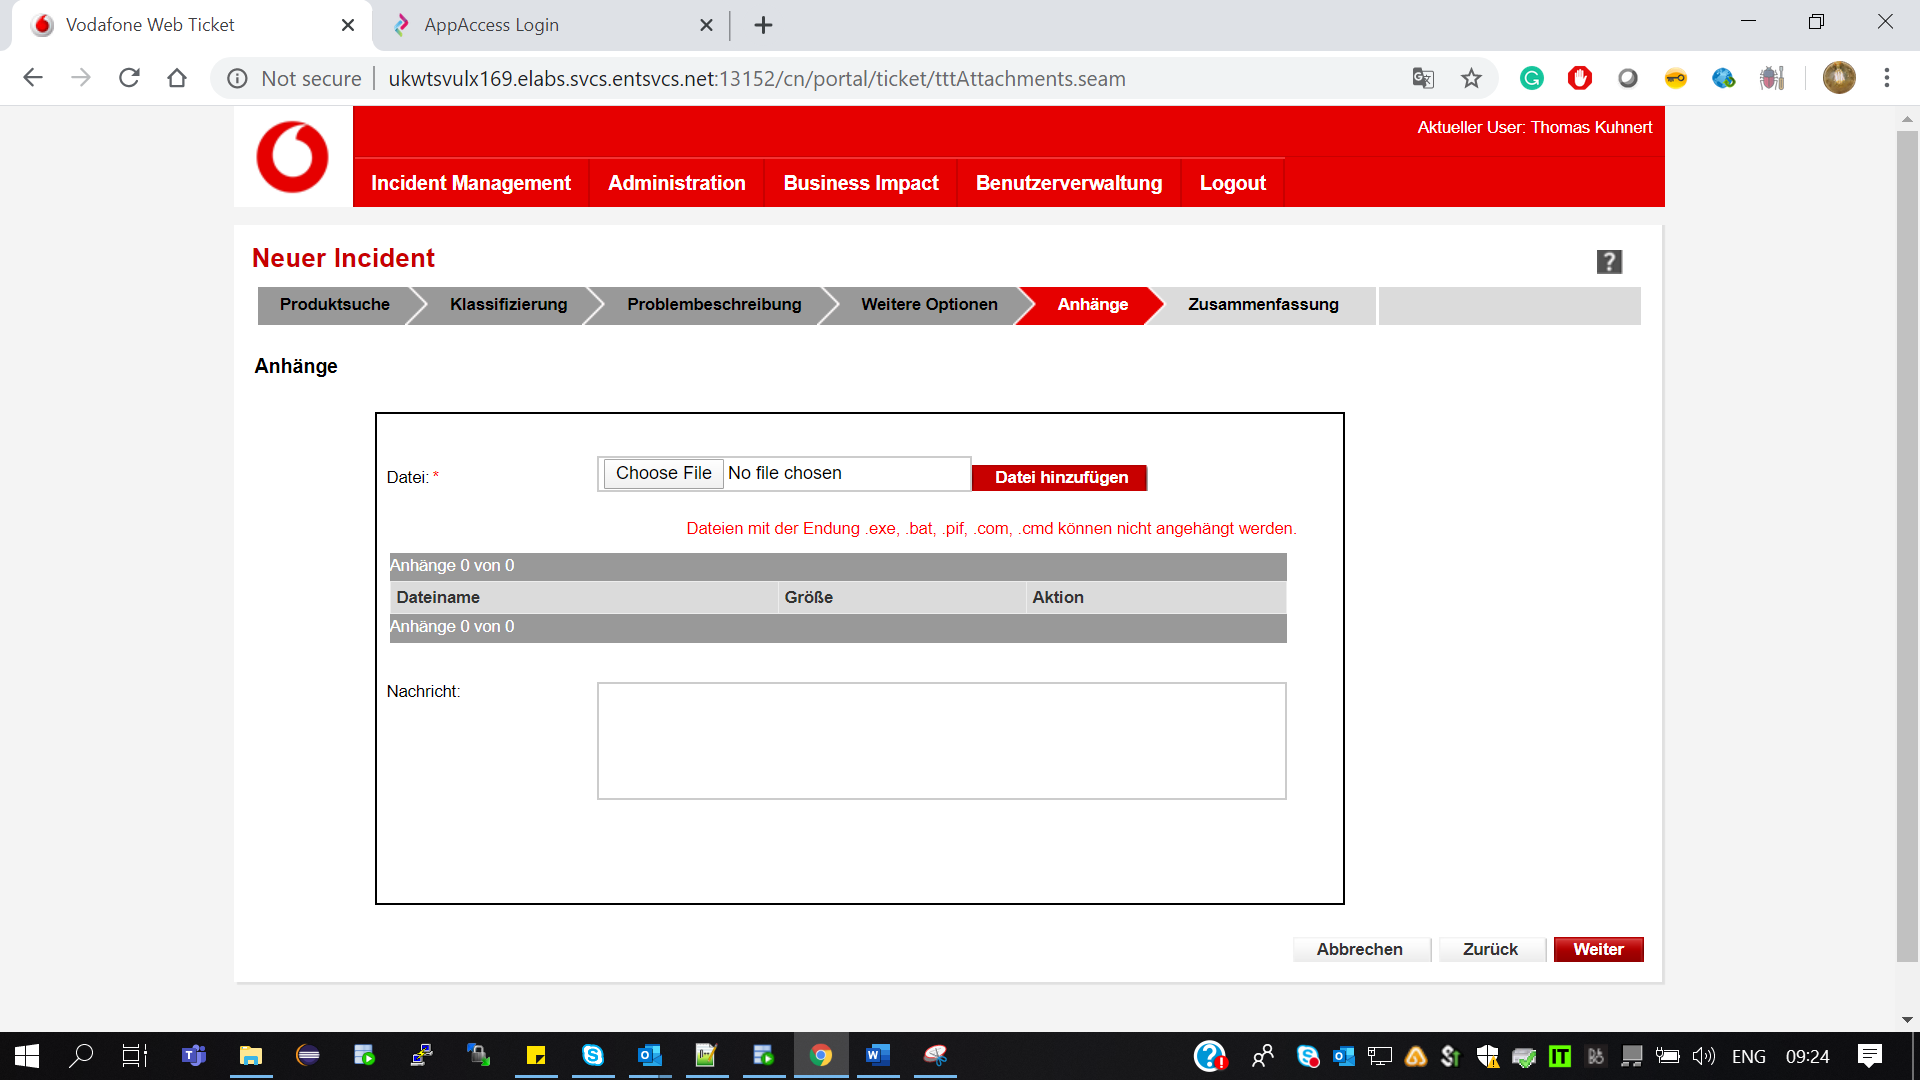 Vodafone Web Ticket
AppAccess Login
Not secure
ukwtsvulx169.elabs.svcs.entsvcs.net:13152/cn/portal/ticket/tttAttachments.seam
Aktueller User: Thomas Kuhnert
Incident Management
Administration
Business Impact
Benutzerverwaltung
Logout
Neuer Incident
?
Produktsuche
Klassifizierung
Problembeschreibung
Weitere Optionen
Anhänge
Zusammenfassung
Anhänge
Datei: *
Choose File No file chosen
Datei hinzufügen
Dateien mit der Endung .exe, .bat, .pif, .com, .cmd können nicht angehängt werden.
Anhänge 0 von 0
Dateiname
Größe
Aktion
Anhänge 0 von 0
Nachricht:
Abbrechen
Zurück
Weiter
ENG
09:24